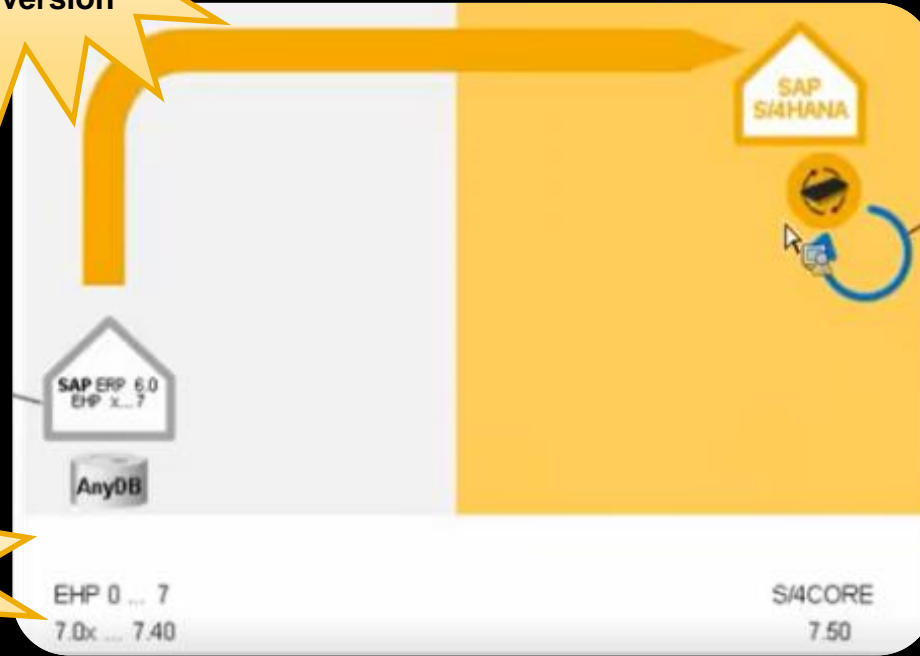 version
SAP
S/4HANA
SAP ERP 6.0
EHP x... 7
AnyDB
EHP 0 ... 7
S/4CORE
7.0x ... 7.40
7.50